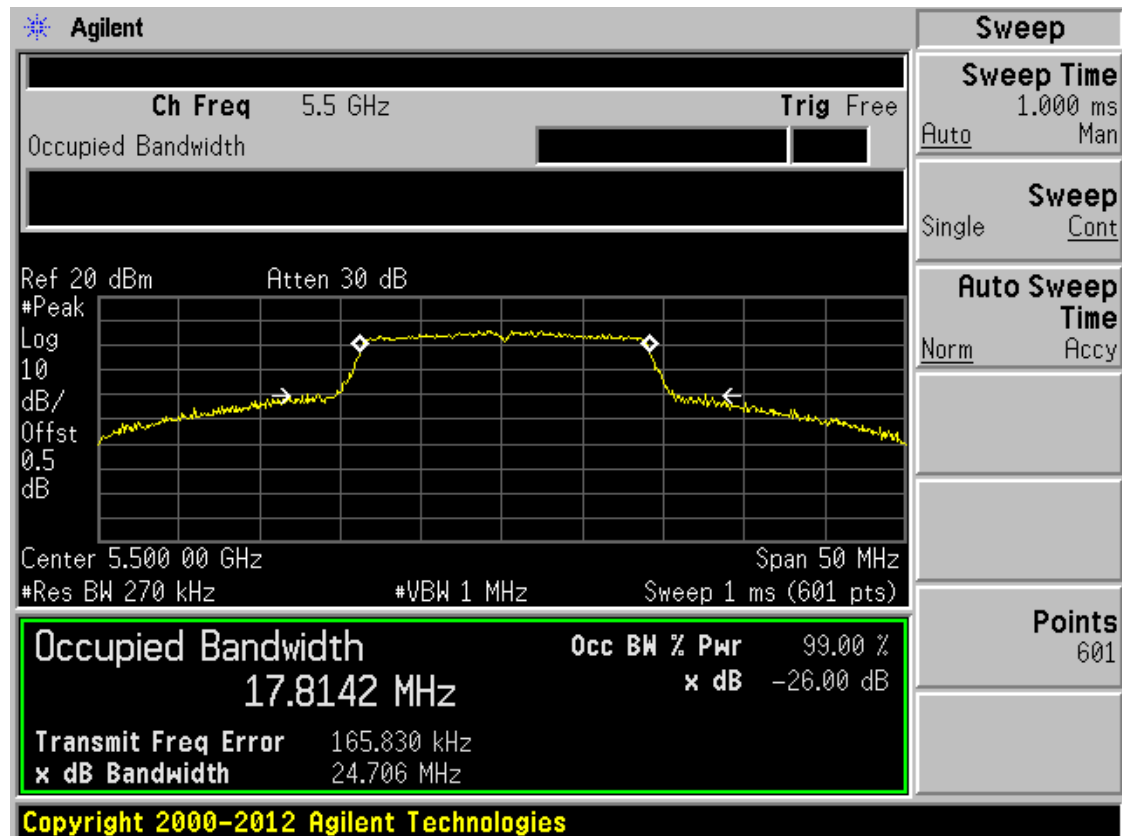 Agilent
Ch Freq 5.5 GHz Trig Free
Occupied Bandwidth
Ref 20 dBm Atten 30 dB
#Peak
Log
10
dB/
Offst
0.5
dB
Center 5.500 00 GHz Span 50 MHz
#Res BW 270 kHz #VBW 1 MHz Sweep 1 ms (601 pts)
Occupied Bandwidth Occ BW % Pwr 99.00 %
17.8142 MHz x dB -26.00 dB
Transmit Freq Error 165.830 kHz
x dB Bandwidth 24.706 MHz
Copyright 2000-2012 Agilent Technologies
Sweep
Sweep Time
1.000 ms
Auto Man
Sweep
Single Cont
Auto Sweep
Time
Norm Accy
Points
601